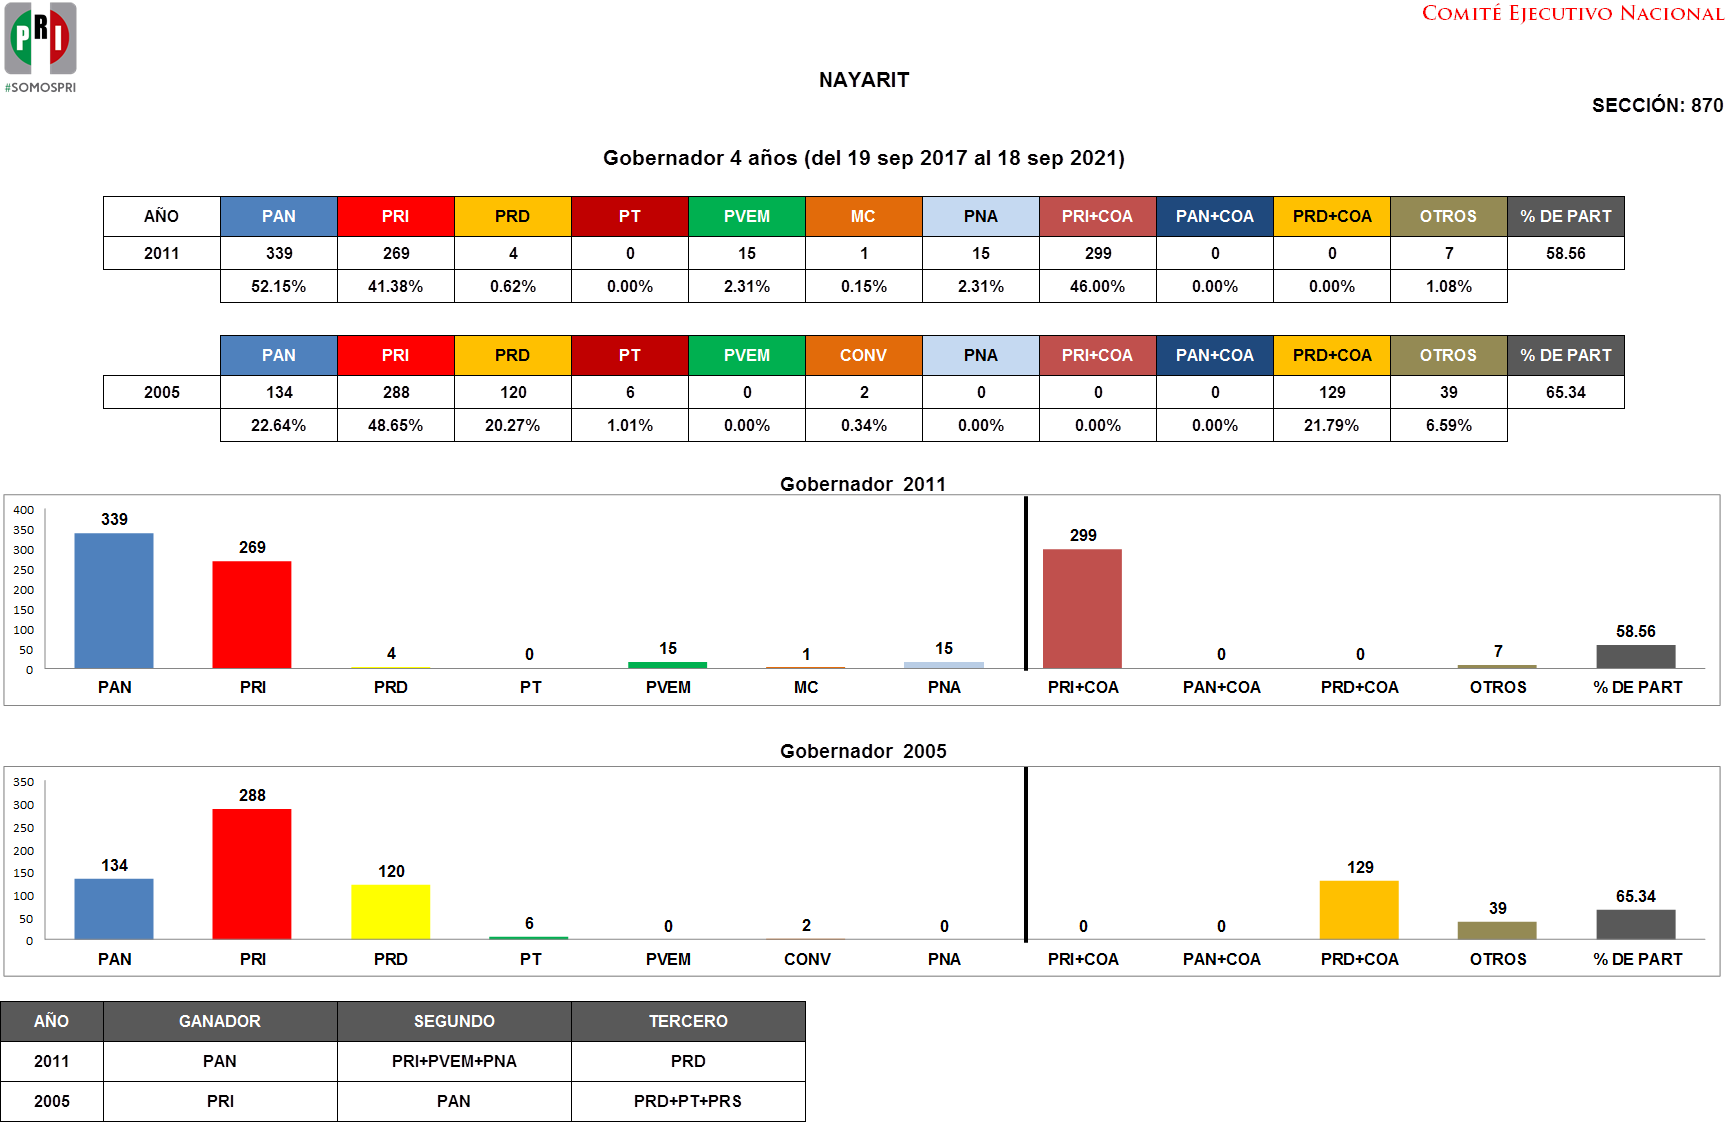 PRI
#SOMOSPRI
COMITÉ EJECUTIVO NACIONAL
NAYARIT
SECCIÓN: 870
Gobernador 4 años (del 19 sep 2017 al 18 sep 2021)
AÑO PAN PRI PRD PT PVEM MC PNA PRI+COA PAN+COA PRD+COA OTROS % DE PART
2011 339 269 4 0 15 1 15 299 0 0 7 58.56
52.15% 41.38% 0.62% 0.00% 2.31% 0.15% 2.31% 46.00% 0.00% 0.00% 1.08%
PAN PRI PRD PT PVEM CONV PNA PRI+COA PAN+COA PRD+COA OTROS % DE PART
2005 134 288 120 6 0 2 0 0 0 129 39 65.34
22.64% 48.65% 20.27% 1.01% 0.00% 0.34% 0.00% 0.00% 0.00% 21.79% 6.59%
Gobernador 2011
400
350
300
250
200
150
100
50
0
339 269 4 0 15 1 15 299 0 0 7 58.56
PAN PRI PRD PT PVEM MC PNA PRI+COA PAN+COA PRD+COA OTROS % DE PART
Gobernador 2005
350
300
250
200
150
100
50
0
134 288 120 6 0 2 0 0 0 129 39 65.34
PAN PRI PRD PT PVEM CONV PNA PRI+COA PAN+COA PRD+COA OTROS % DE PART
AÑO GANADOR SEGUNDO TERCERO
2011 PAN PRI+PVEM+PNA PRD
2005 PRI PAN PRD+PT+PRS